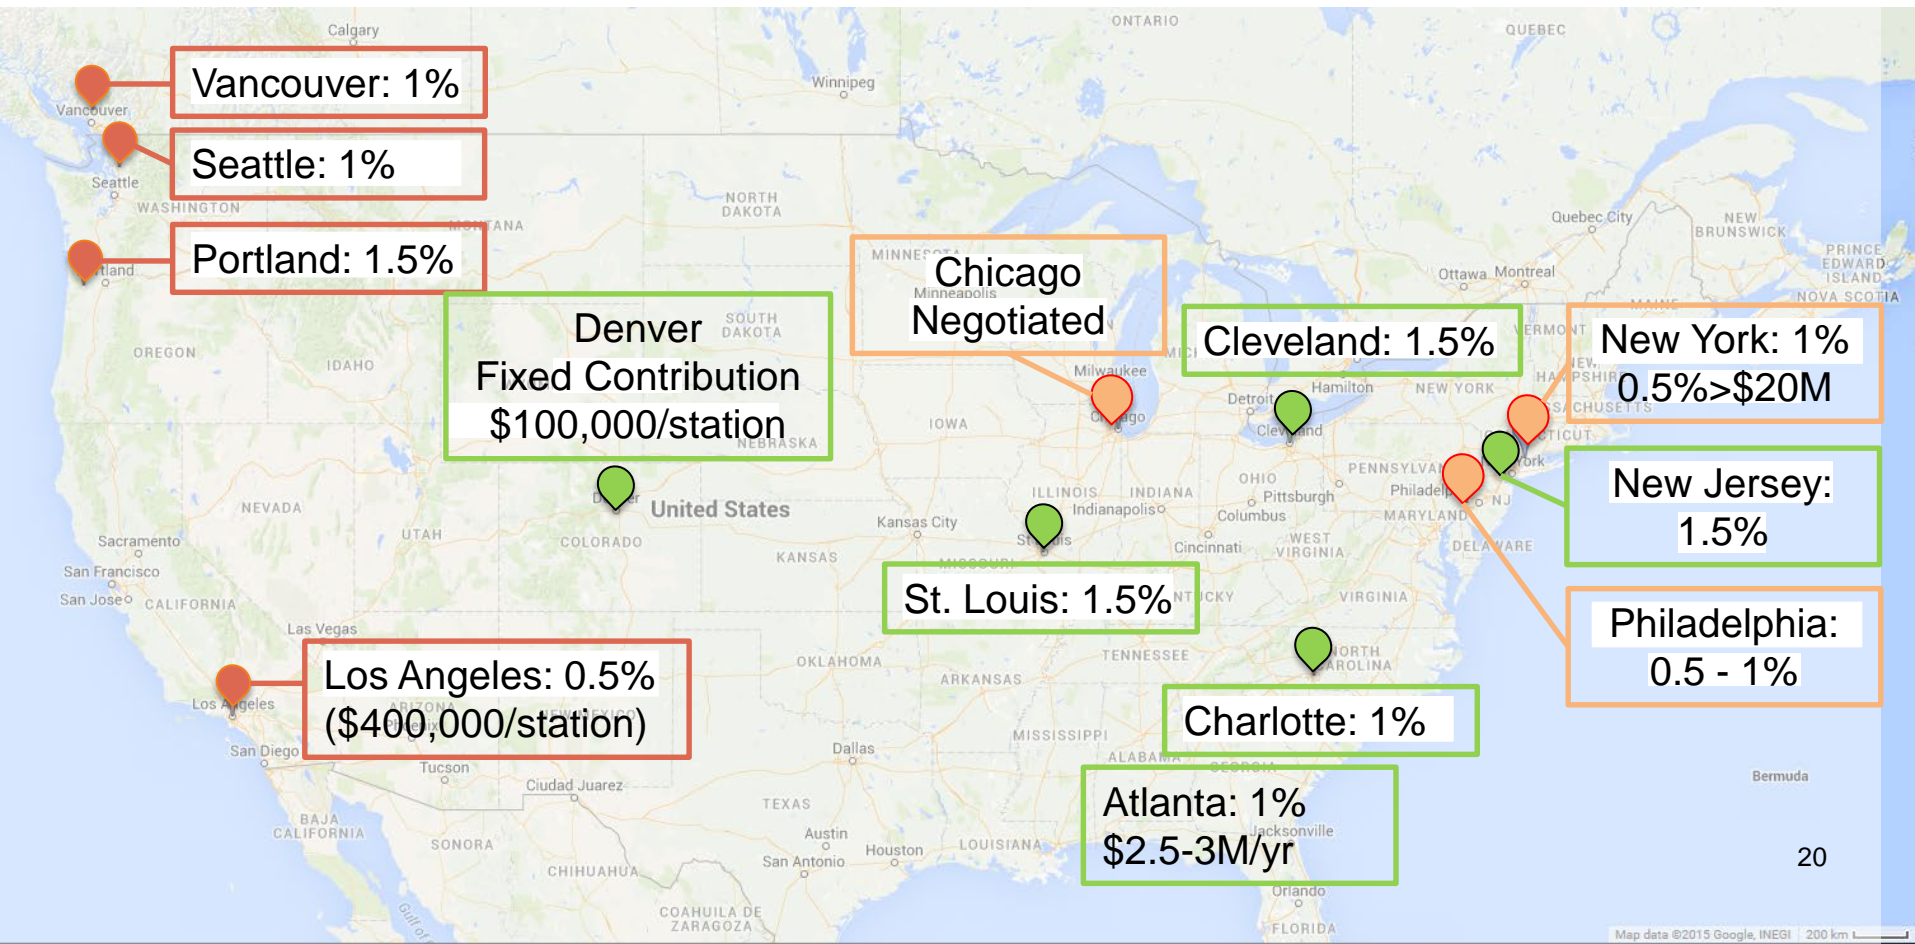 Calgary
ONTARIO
QUEBEC
Vancouver: 1%
Winnipeg
Vancouver
Seattle: 1%
Seattle
WASHINGTON
NORTH
DAKOTA
Quebec City
NEW
BRUNSWICK
Portland: 1.5%
PRINCE
EDWARD
ISLAND
NOVA SCOTIA
Ottawa
Montreal
Chicago
Negotiated
Minneapolis
Denver
Fixed Contribution
$100,000/station
SOUTH
DAKOTA
Cleveland: 1.5%
VERMONT
New York: 1%
0.5%>$20M
OREGON
IDAHO
Milwaukee
Detroit
Hamilton
NEW YORK
IOWA
NEBRASKA
New Jersey:
1.5%
NEVADA
United States
Kansas City
ILLINOIS
INDIANA
Indianapolis
OHIO
Columbus
Pittsburgh
NJ
MARYLAND
Sacramento
UTAH
COLORADO
KANSAS
Cincinnati
WEST
VIRGINIA
DELAWARE
San Francisco
San Jose
CALIFORNIA
St. Louis: 1.5%
VIRGINIA
Philadelphia:
0.5 - 1%
Las Vegas
Los Angeles: 0.5%
($400,000/station)
OKLAHOMA
ARKANSAS
TENNESSEE
NORTH
CAROLINA
Charlotte: 1%
San Diego
Tucson
Ciudad Juarez
Dallas
MISSISSIPPI
ALABAMA
Bermuda
Atlanta: 1%
$2.5-3M/yr
BAJA
CALIFORNIA
SONORA
CHIHUAHUA
TEXAS
Austin
San Antonio
Houston
LOUISIANA
Jacksonville
20
Orlando
FLORIDA
COAHUILA DE
ZARAGOZA
Gulf of
Map data ©2015 Google, INEGI
200 km